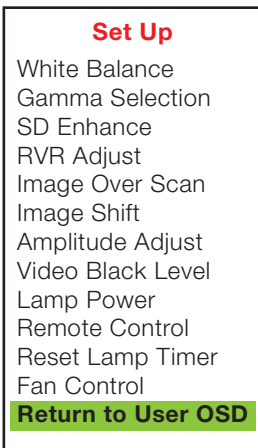 Set Up
White Balance
Gamma Selection
SD Enhance
RVR Adjust
Image Over Scan
Image Shift
Amplitude Adjust
Video Black Level
Lamp Power
Remote Control
Reset Lamp Timer
Fan Control
Return to User OSD